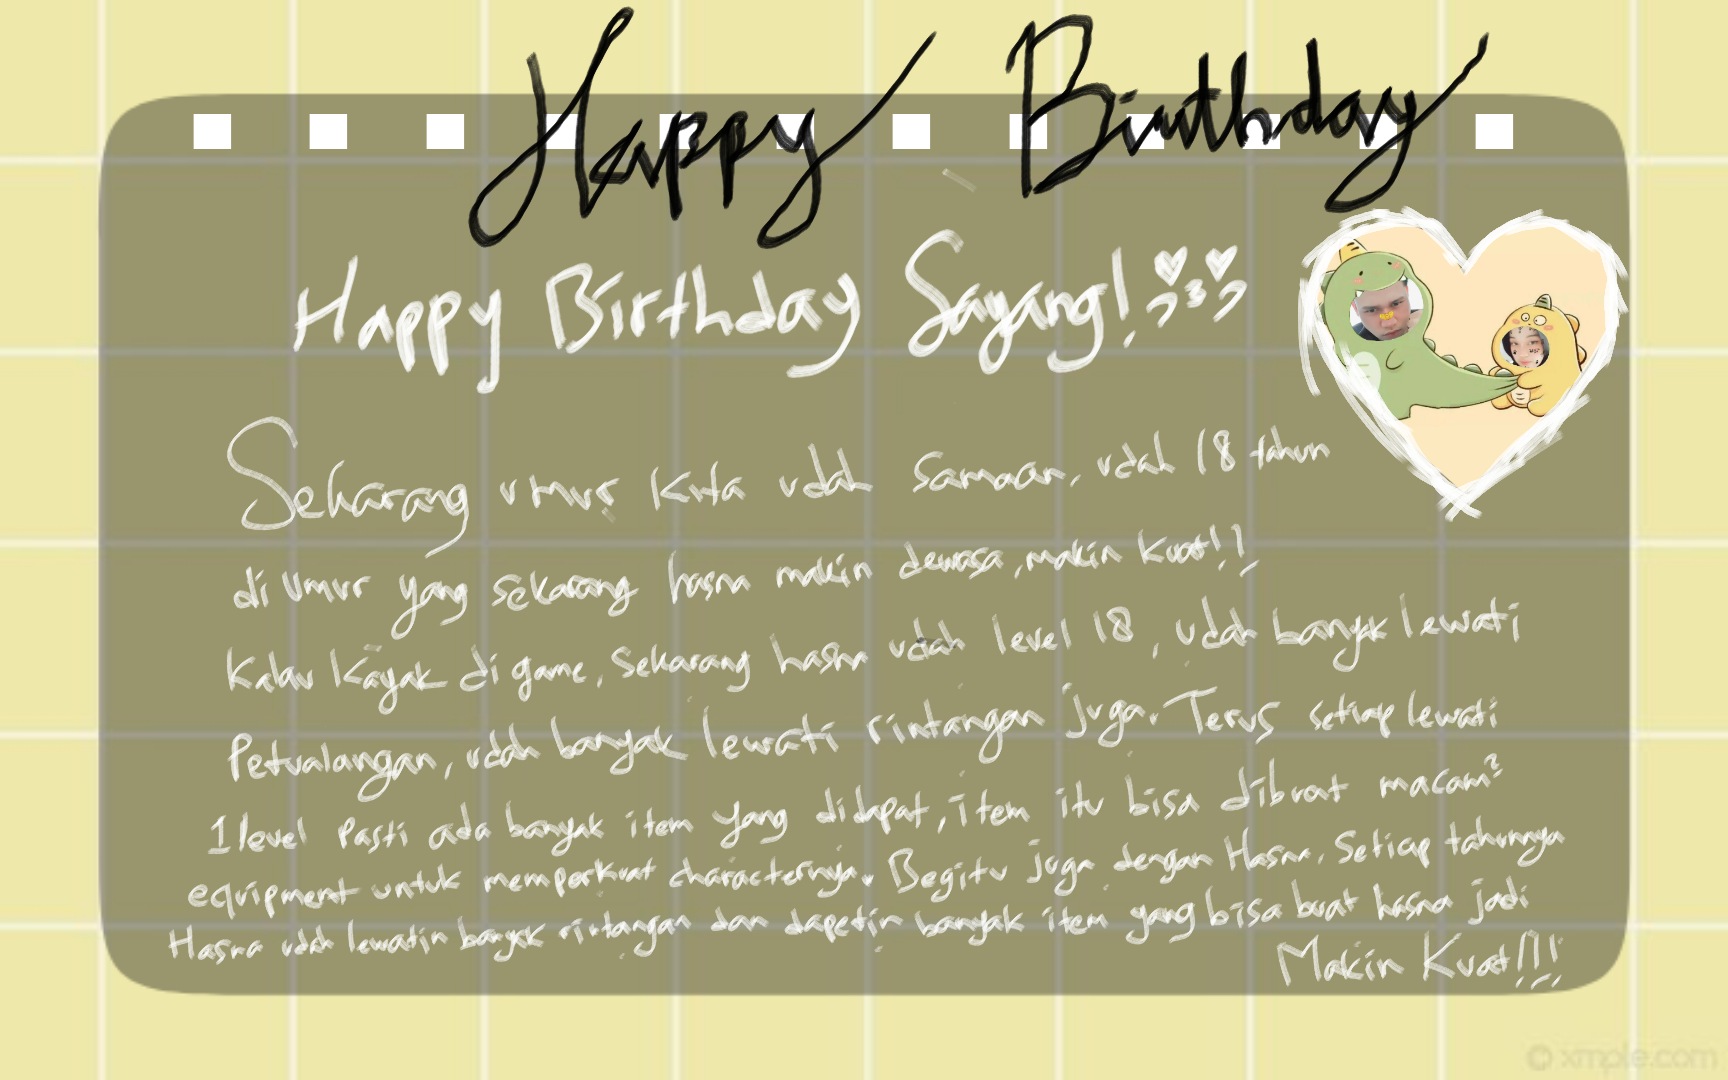 Happy Birthday
Happy Birthday Sayang!
Sekarang umur kita udah samaan, udah 18 tahun
di umur yang sekarang hasna makin dewasa, makin kuat!!
Kalau kayak di game, sekarang hasna udah level 18, udah banyak lewati
Petualangan, udah banyak lewati rintangan juga. Terus setiap lewati
1 level pasti ada banyak item yang didapat, item itu bisa dibuat macam²
equipment untuk memperkuat characternya. Begitu juga dengan Hasna. Setiap tahunnya
Hasna udah lewatin banyak rintangan dan dapetin banyak item yang bisa buat hasna jadi
Makin Kuat!!!
© xmple.com